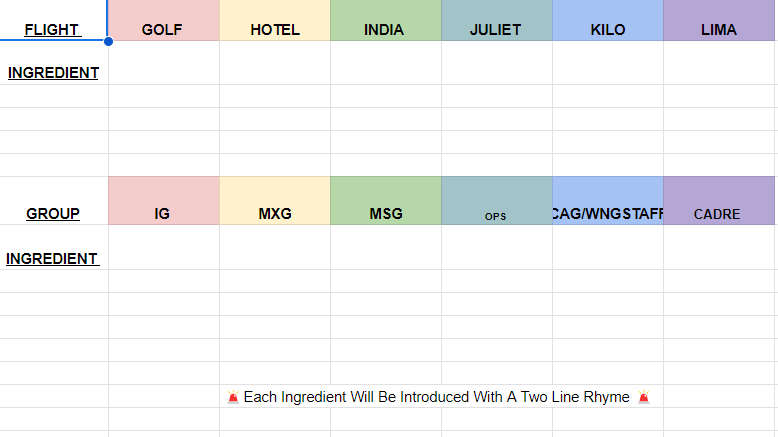 FLIGHT GOLF HOTEL INDIA JULIET KILO LIMA
INGREDIENT
GROUP IG MXG MSG OPS CAG/WNGSTAFF CADRE
INGREDIENT
🚨 Each Ingredient Will Be Introduced With A Two Line Rhyme 🚨